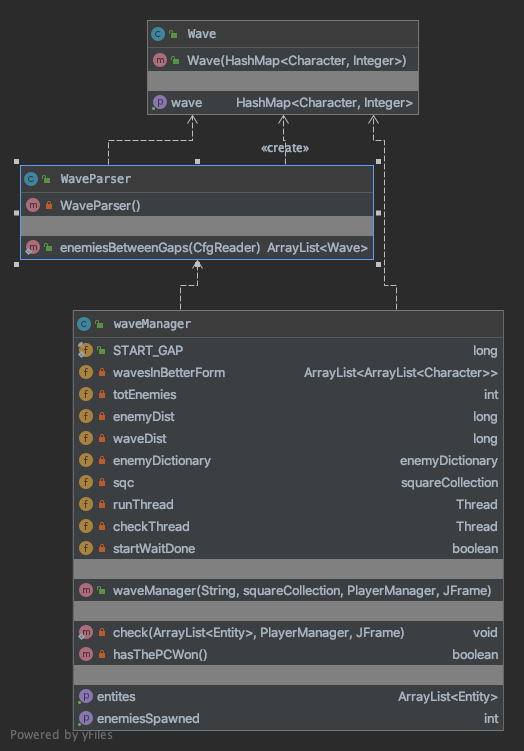 Wave
Wave(HashMap<Character, Integer>)
wave HashMap<Character, Integer>
«create»
WaveParser
WaveParser()
enemiesBetweenGaps(CfgReader) ArrayList<Wave>
waveManager
START_GAP long
wavesInBetterForm ArrayList<ArrayList<Character>>
totEnemies int
enemyDist long
waveDist long
enemyDictionary enemyDictionary
sqc squareCollection
runThread Thread
checkThread Thread
startWaitDone boolean
waveManager(String, squareCollection, PlayerManager, JFrame)
check(ArrayList<Entity>, PlayerManager, JFrame) void
hasThePCWon() boolean
entites ArrayList<Entity>
enemiesSpawned int
Powered by yFiles